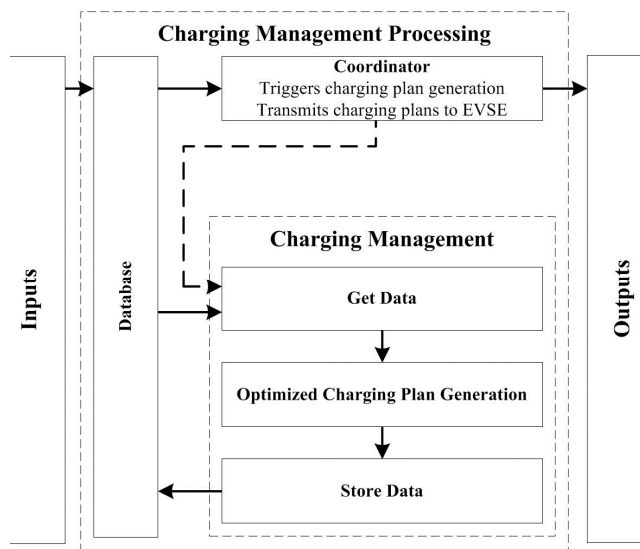 Charging Management Processing
Inputs
Database
Coordinator
Triggers charging plan generation
Transmits charging plans to EVSE
Charging Management
Get Data
Optimized Charging Plan Generation
Store Data
Outputs